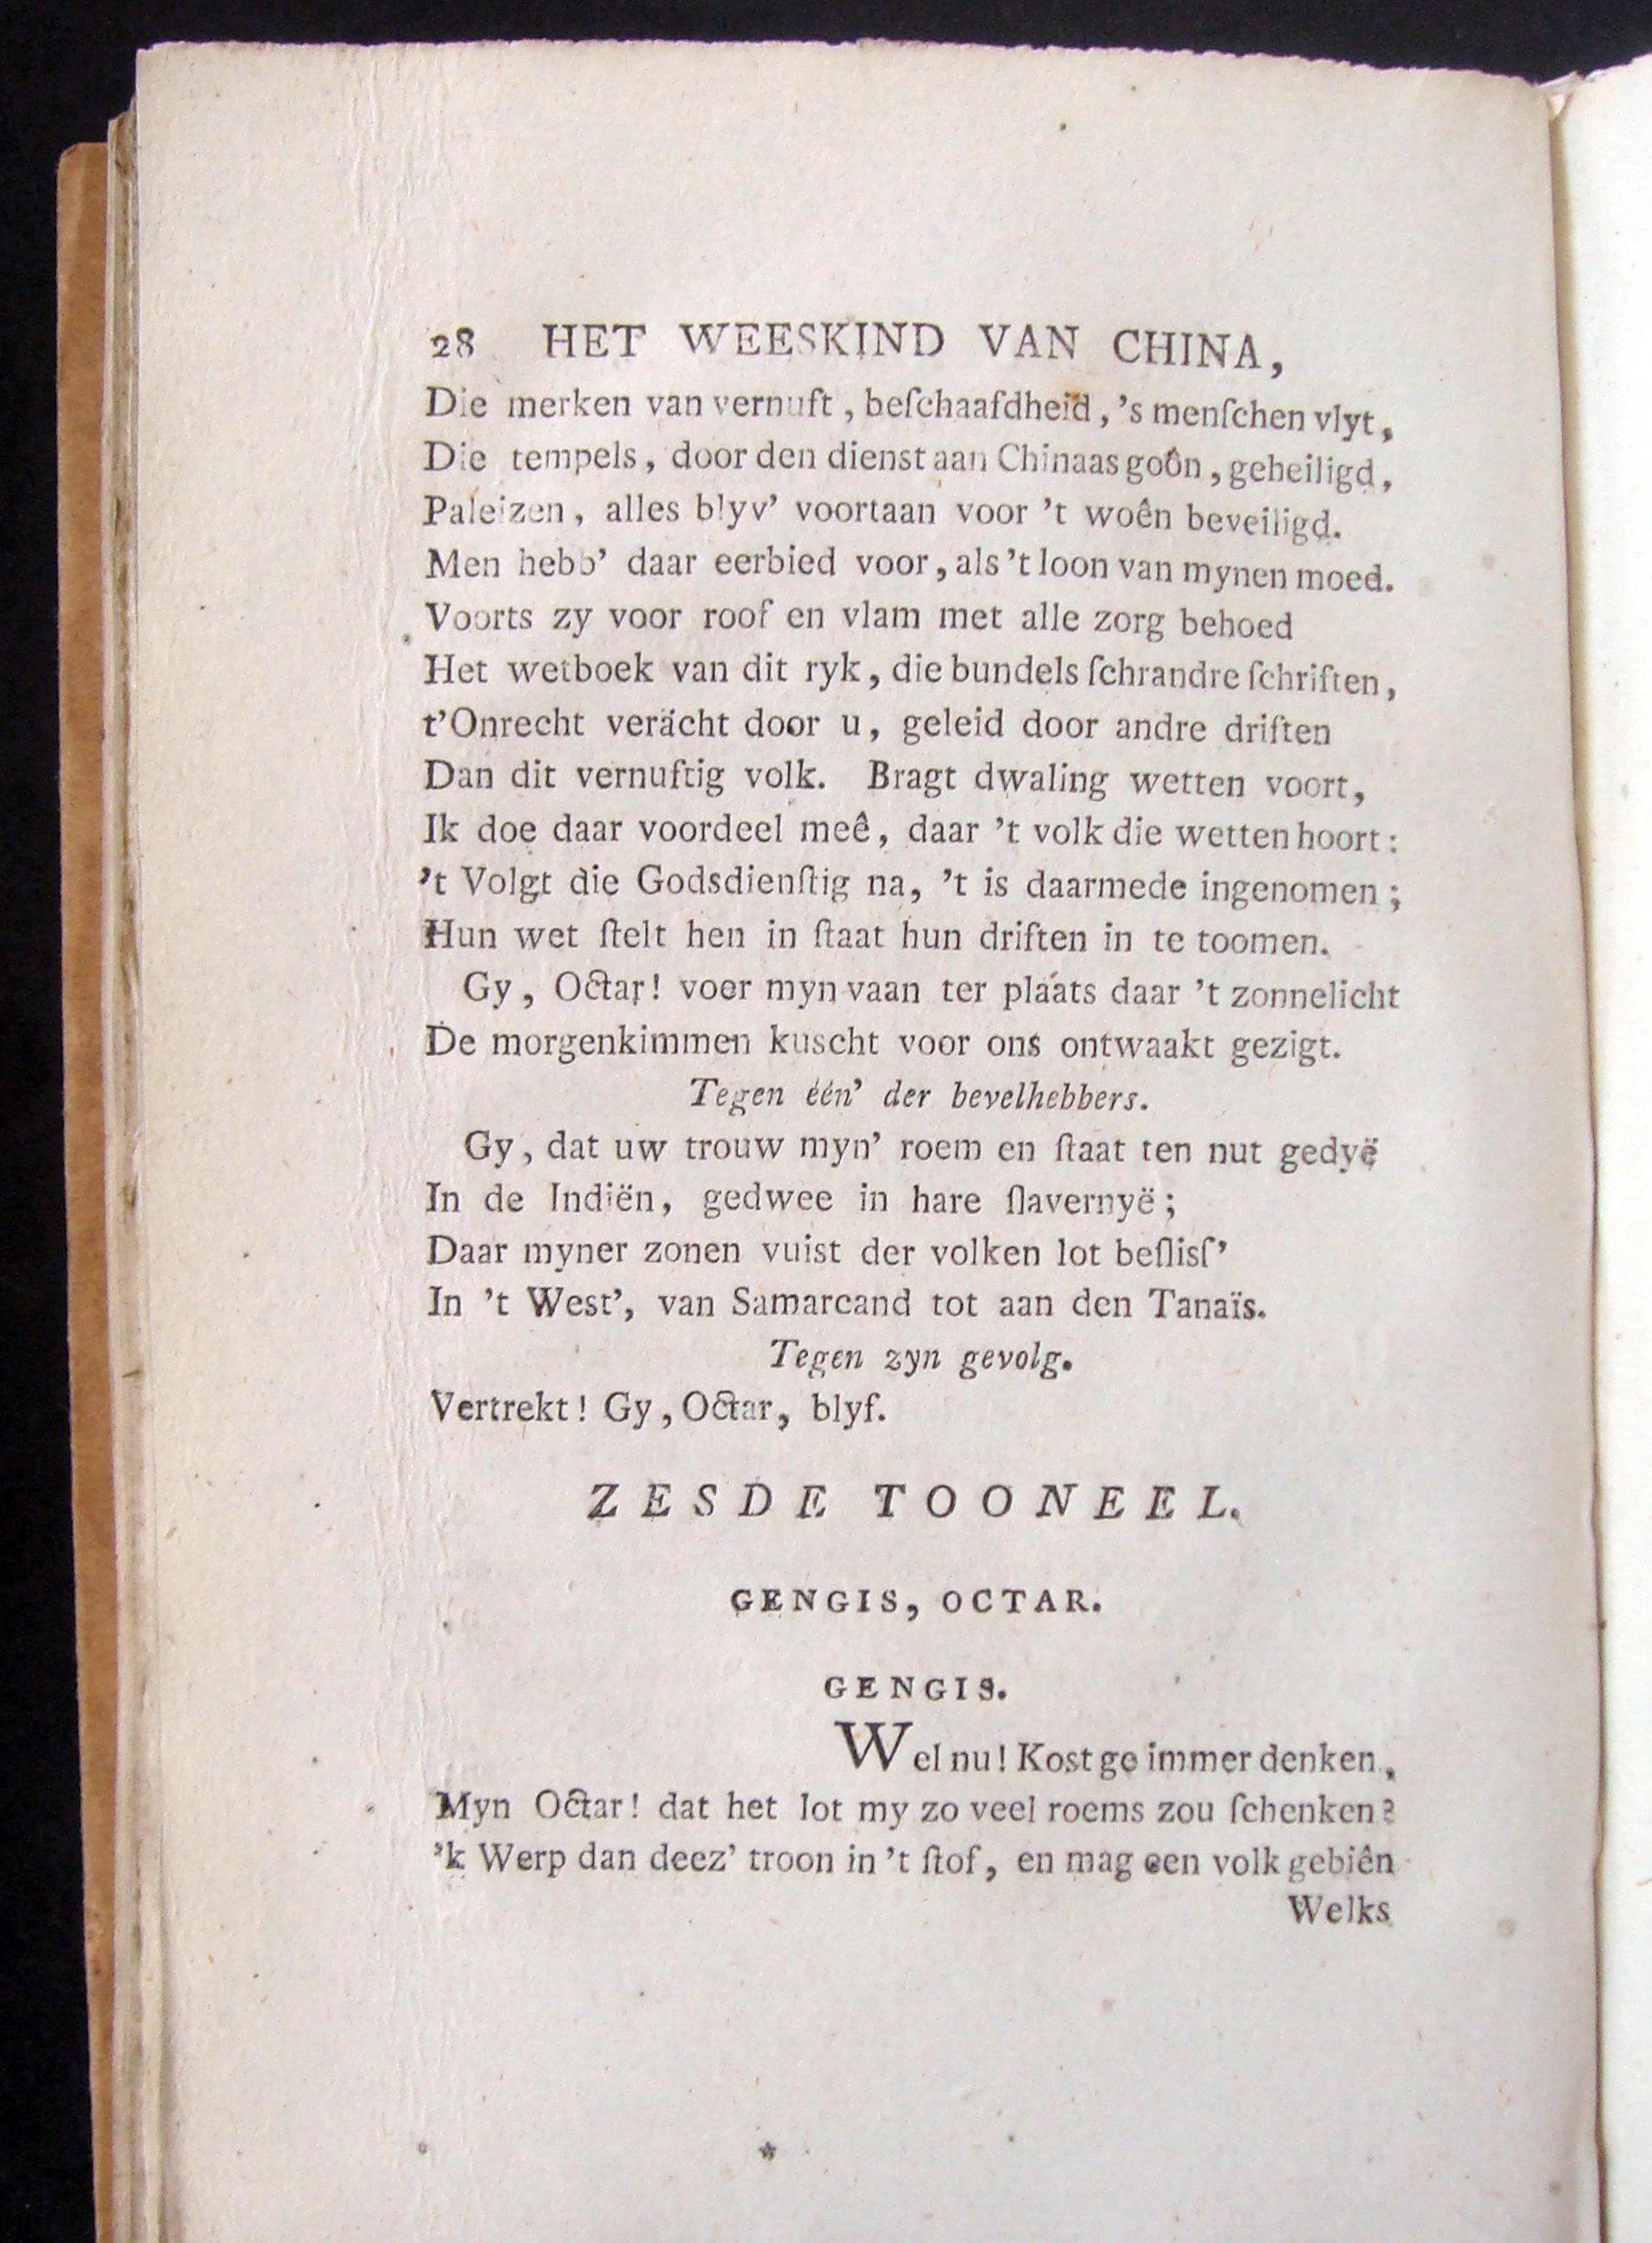 28 HET WEESKIND VAN CHINA,
Die merken van vernuft, beſchaafdheid, 's menſchen vlyt,
Die tempels, door den dienst aan Chinaas goôn, geheiligd,
Paleizen, alles blyv' voortaan voor 't woên beveiligd.
Men hebb' daar eerbied voor, als 't loon van mynen moed.
Voorts zy voor roof en vlam met alle zorg behoed
Het wetboek van dit ryk, die bundels ſchrandre ſchriften,
t'Onrecht veracht door u, geleid door andre driften
Dan dit vernuftig volk. Bragt dwaling wetten voort,
Ik doe daar voordeel meê, daar 't volk die wetten hoort:
't Volgt die Godsdienſtig na, 't is daarmede ingenomen;
Hun wet ſtelt hen in ſtaat hun driften in te toomen.
Gy, Octar! voer myn vaan ter plaats daar 't zonnelicht
De morgenkimmen kuscht voor ons ontwaakt gezigt.
Tegen één' der bevelhebbers.
Gy, dat uw trouw myn' roem en ſtaat ten nut gedyë
In de Indiën, gedwee in hare ſlavernyë;
Daar myner zonen vuist der volken lot beſlisſ'
In 't West', van Samarcand tot aan den Tanaïs.
Tegen zyn gevolg.
Vertrekt! Gy, Octar, blyf.
ZESDE TOONEEL.
GENGIS, OCTAR.
GENGIS.
Wel nu! Kost ge immer denken,
Myn Octar! dat het lot my zo veel roems zou ſchenken?
'k Werp dan deez' troon in 't ſtof, en mag een volk gebiên
Welks
*